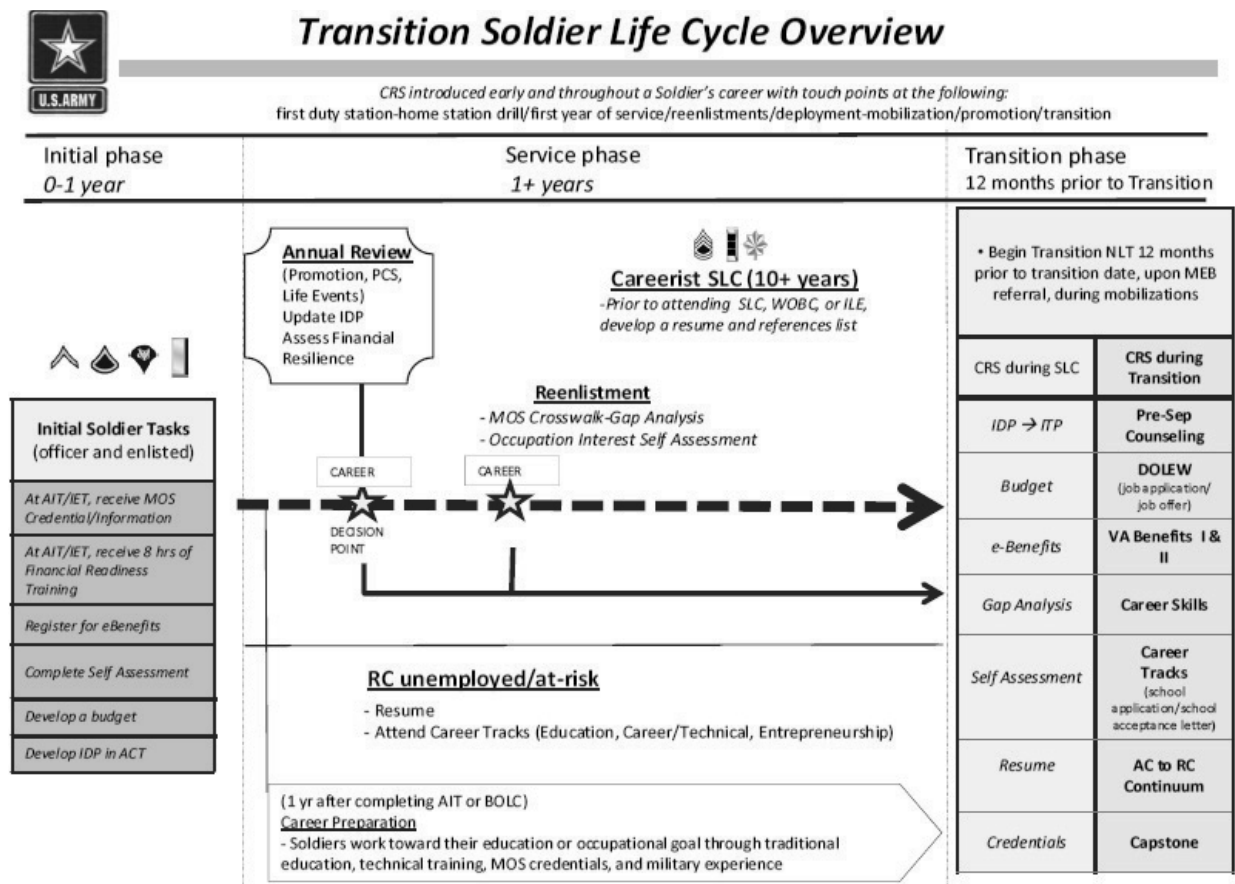 Transition Soldier Life Cycle Overview
U.S.ARMY
CRS introduced early and throughout a Soldier's career with touch points at the following:
first duty station-home station drill/first year of service/reenlistments/deployment-mobilization/promotion/transition
Initial phase
0-1 year
Service phase
1+ years
Transition phase
12 months prior to Transition
Initial Soldier Tasks
(officer and enlisted)
At AIT/IET, receive MOS
Credential/Information
At AIT/IET, receive 8 hrs of
Financial Readiness
Training
Register for eBenefits
Complete Self Assessment
Develop a budget
Develop IDP in ACT
Annual Review
(Promotion, PCS,
Life Events)
Update IDP
Assess Financial
Resilience
Careerist SLC (10+ years)
-Prior to attending SLC, WOBC, or ILE,
develop a resume and references list
Reenlistment
- MOS Crosswalk-Gap Analysis
- Occupation Interest Self Assessment
CAREER
CAREER
DECISION
POINT
RC unemployed/at-risk
- Resume
- Attend Career Tracks (Education, Career/Technical, Entrepreneurship)
(1 yr after completing AIT or BOLC)
Career Preparation
- Soldiers work toward their education or occupational goal through traditional
education, technical training, MOS credentials, and military experience
• Begin Transition NLT 12 months
prior to transition date, upon MEB
referral, during mobilizations
CRS during SLC
CRS during
Transition
IDP → ITP
Pre-Sep
Counseling
Budget
DOLEW
(job application/
job offer)
e-Benefits
VA Benefits I &
II
Gap Analysis
Career Skills
Self Assessment
Career
Tracks
(school
application/school
acceptance letter)
Resume
AC to RC
Continuum
Credentials
Capstone